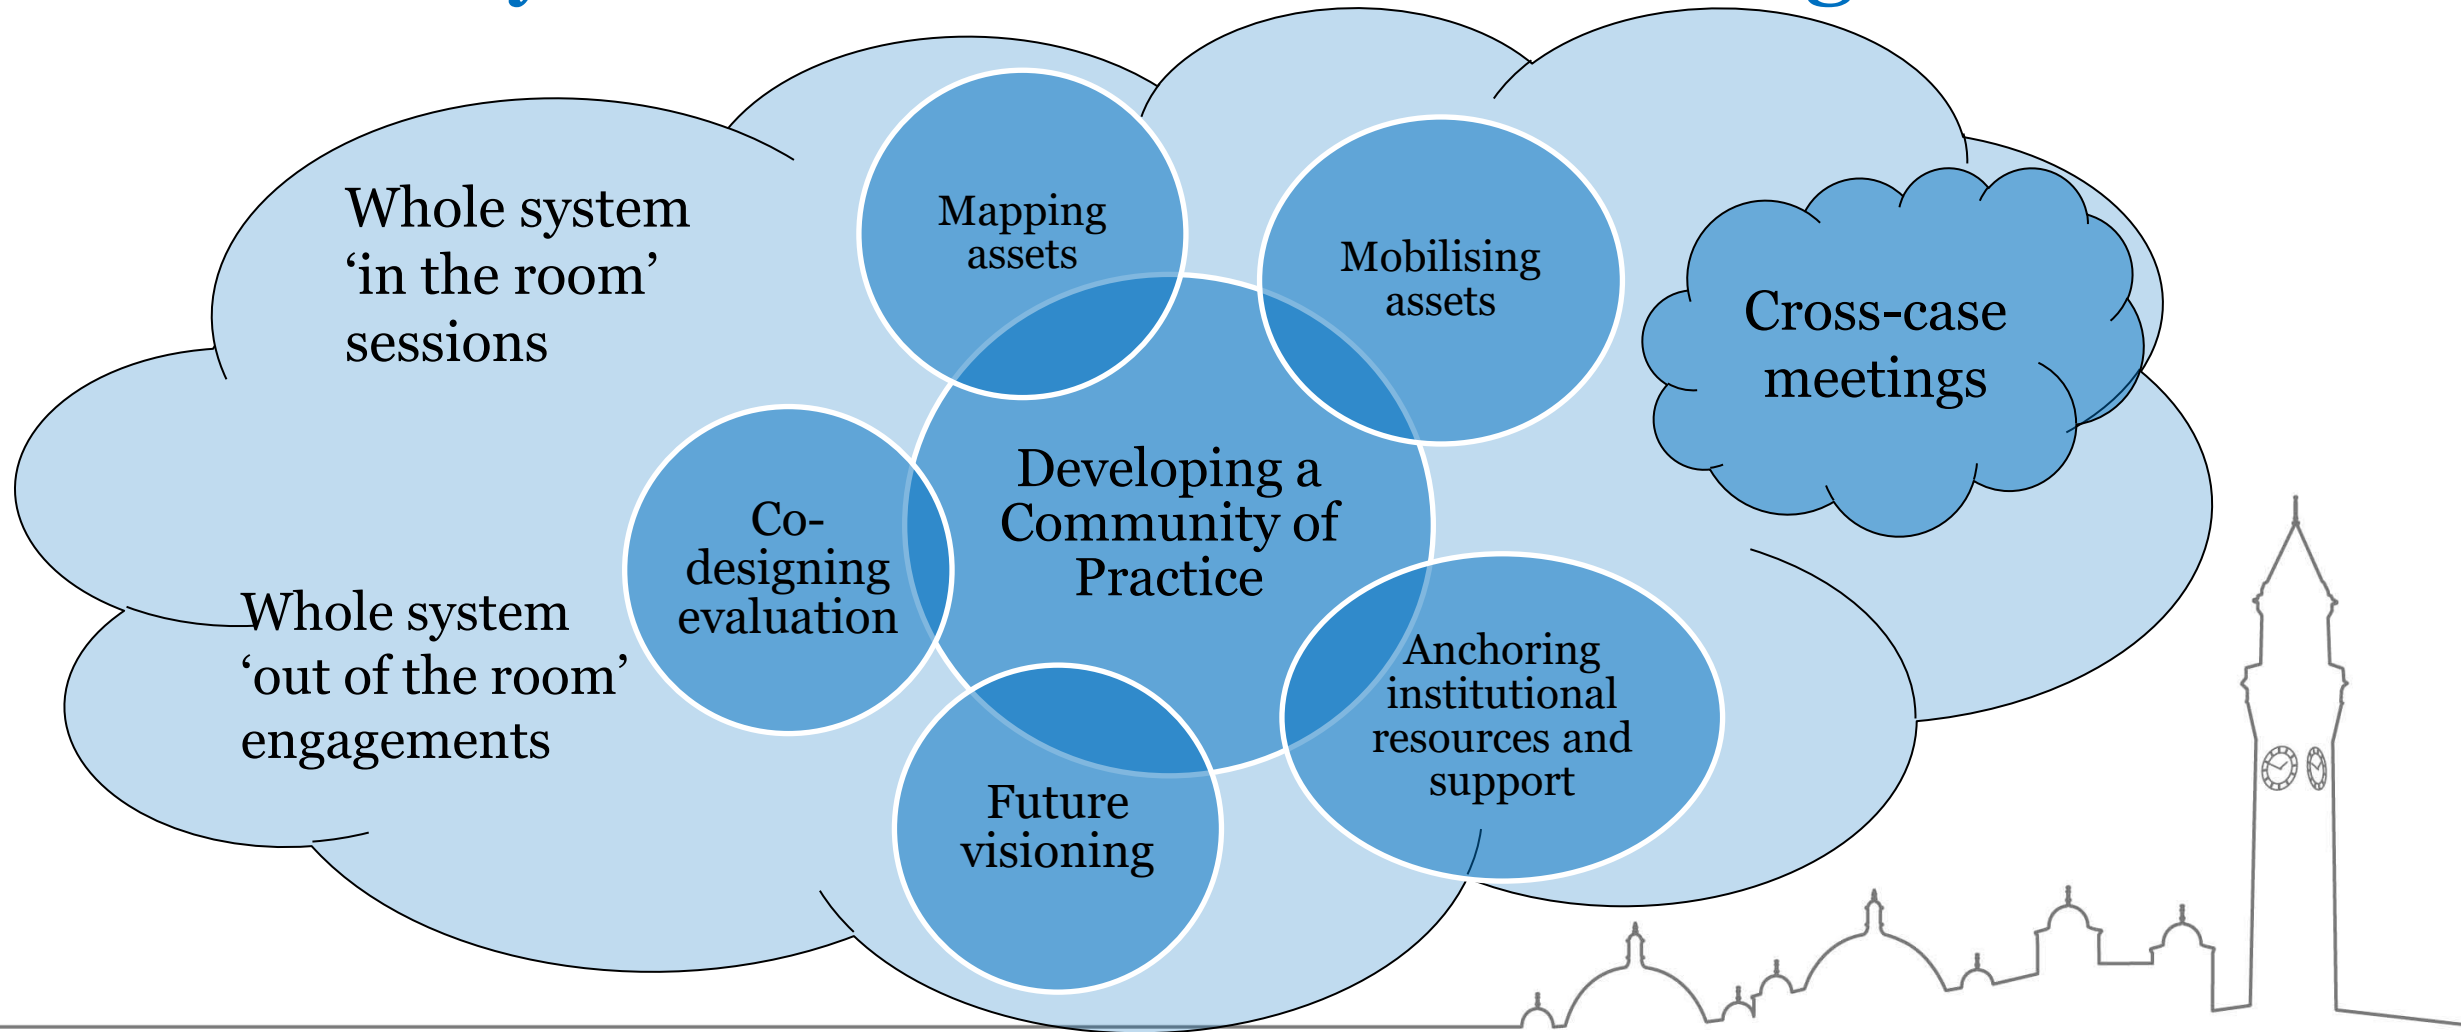 Whole system
‘in the room’
sessions
Mapping
assets
Mobilising
assets
Cross-case
meetings
Developing a
Community of
Practice
Co-
designing
evaluation
Whole system
‘out of the room’
engagements
Anchoring
institutional
resources and
support
Future
visioning